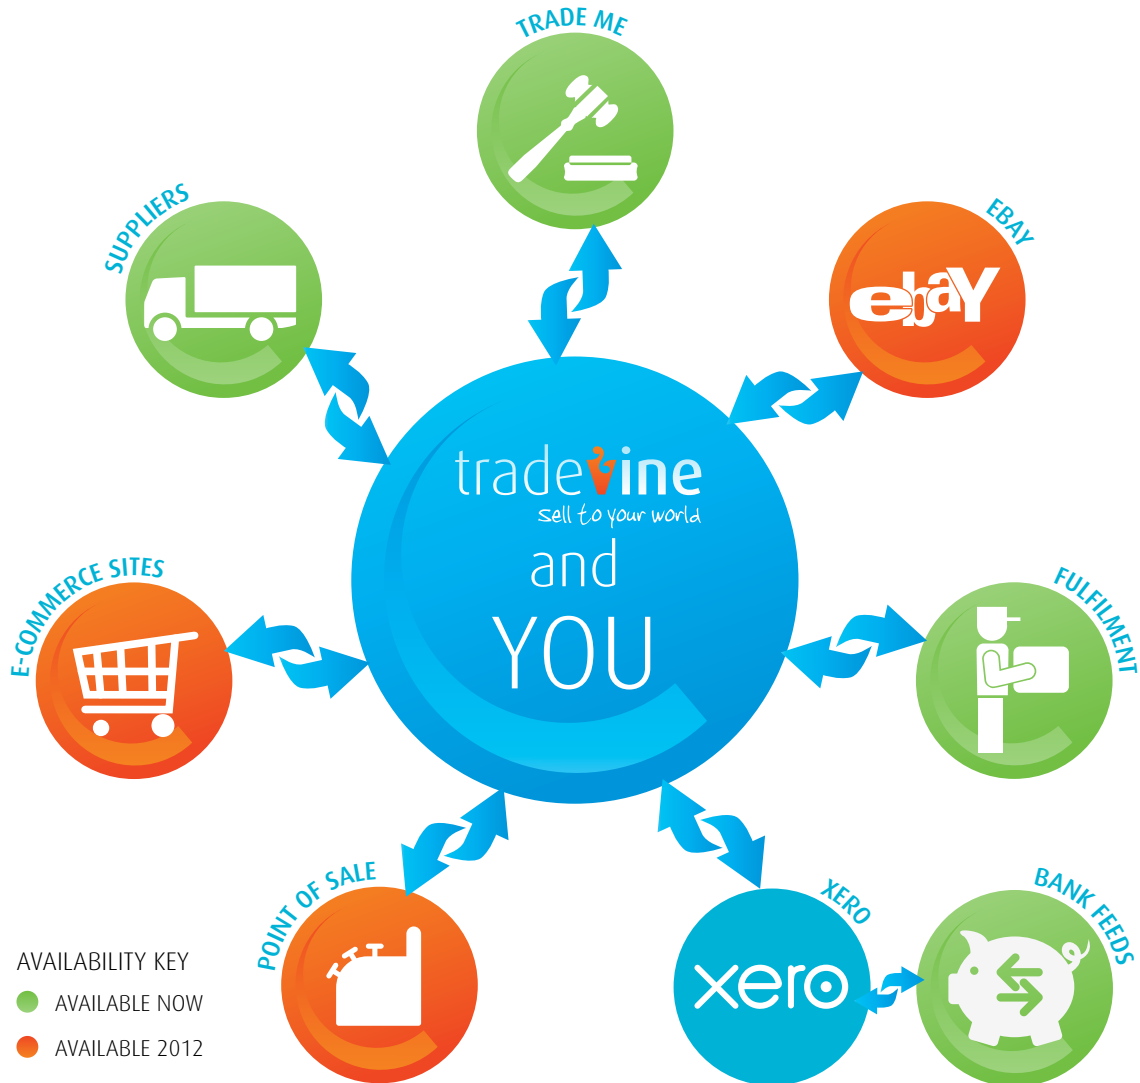 TRADE ME
SUPPLIERS
EBAY
ebaY
tradevine
sell to your world
and
YOU
E-COMMERCE SITES
FULFILMENT
POINT OF SALE
XERO
xero
BANK FEEDS
AVAILABILITY KEY
AVAILABLE NOW
AVAILABLE 2012